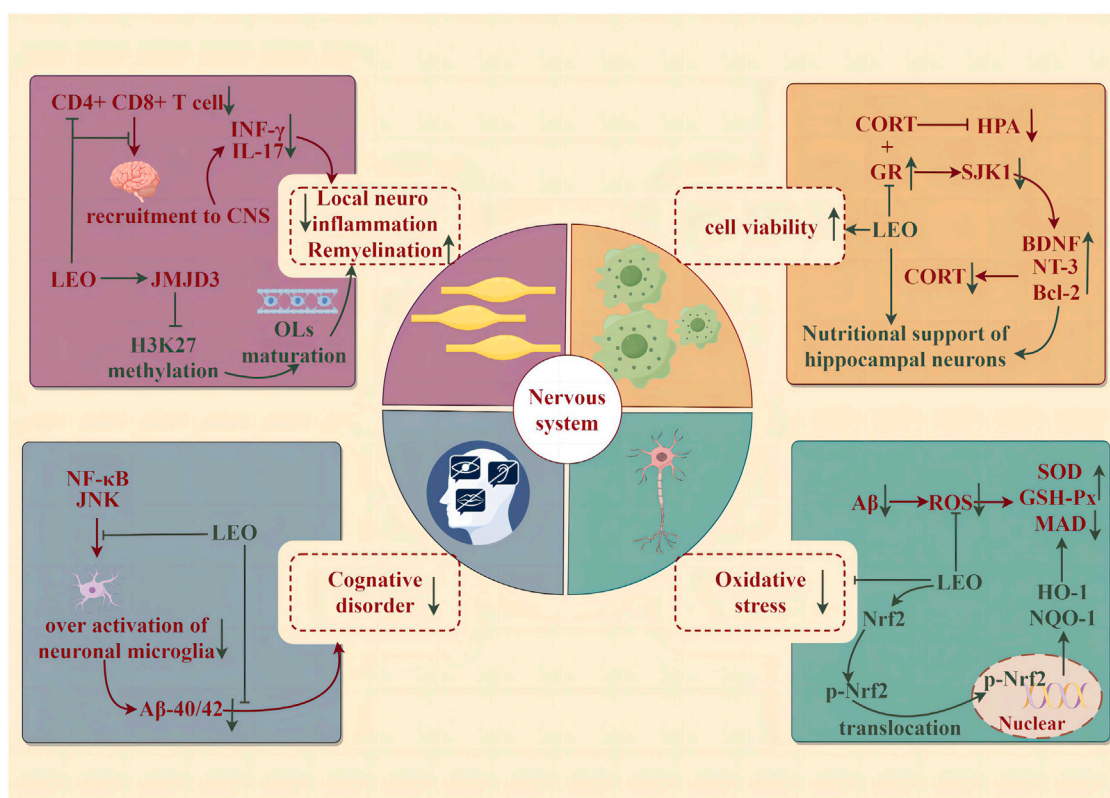 CD4+ CD8+ T cell
INF-γ
IL-17
recruitment to CNS
LEO
JMJD3
H3K27
methylation
OLs
maturation
Local neuro
inflammation
Remyelination
CORT
HPA
+
GR
SJK1
cell viability
LEO
BDNF
NT-3
Bcl-2
CORT
Nutritional support of
hippocampal neurons
Nervous
system
NF-κB
JNK
LEO
over activation of
neuronal microglia
Aβ-40/42
Cognative
disorder
Oxidative
stress
Aβ
ROS
SOD
GSH-Px
MAD
LEO
Nrf2
HO-1
NQO-1
p-Nrf2
p-Nrf2
translocation
Nuclear